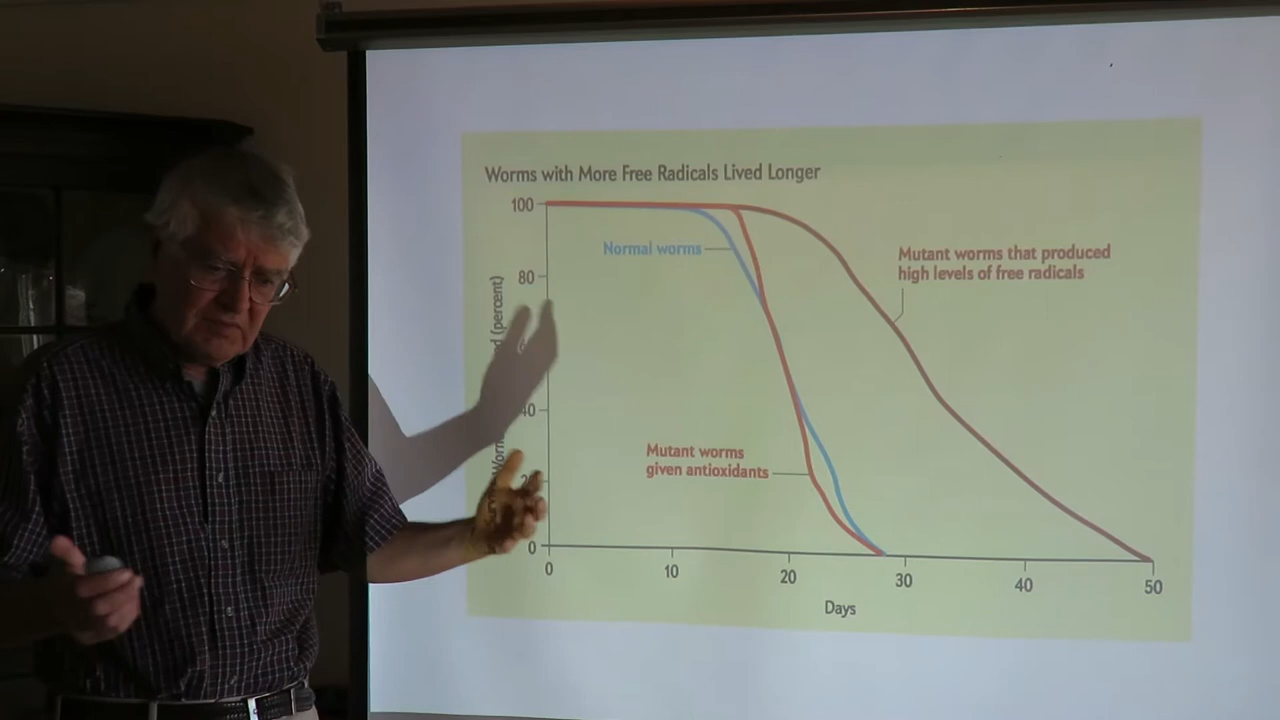 Worms with More Free Radicals Lived Longer
100
Normal worms
Mutant worms that produced
high levels of free radicals
80
(percent)
40
Mutant worms
given antioxidants
0
0 10 20 30 40 50
Days